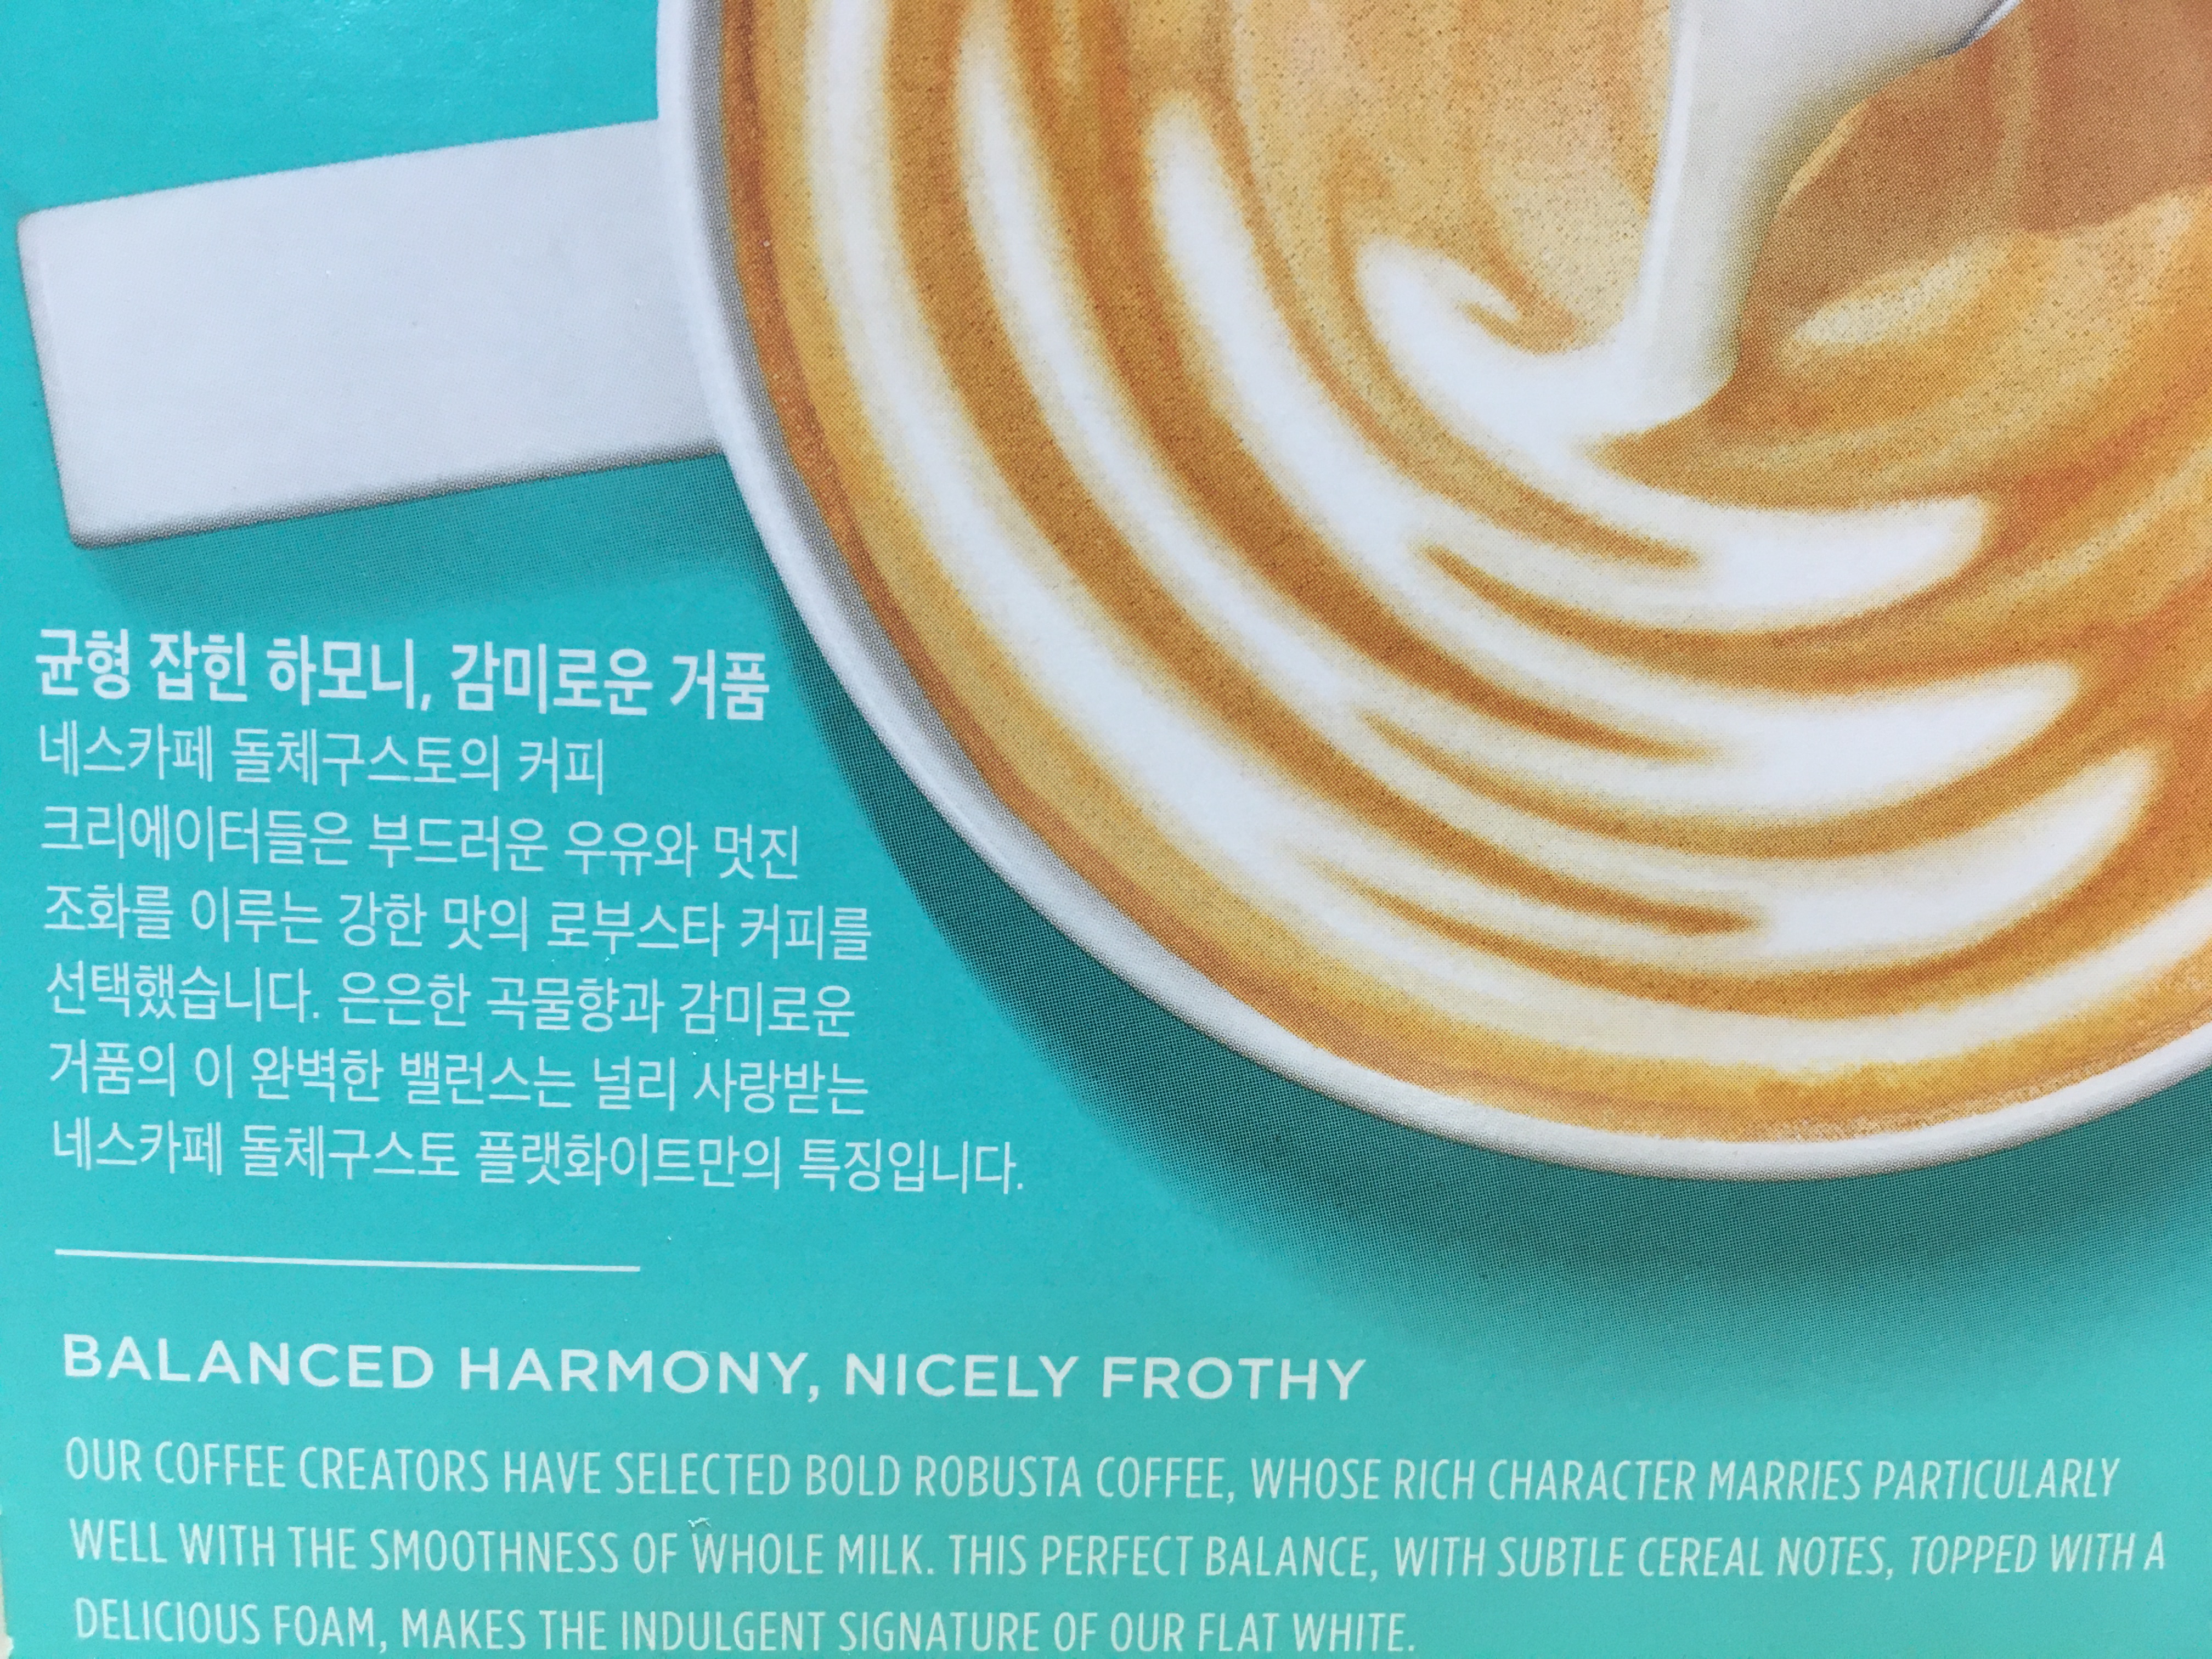 균형 잡힌 하모니, 감미로운 거품
네스카페 돌체구스토의 커피
크리에이터들은 부드러운 우유와 멋진
조화를 이루는 강한 맛의 로부스타 커피를
선택했습니다. 은은한 곡물향과 감미로운
거품의 이 완벽한 밸런스는 널리 사랑받는
네스카페 돌체구스토 플랫화이트만의 특징입니다.
BALANCED HARMONY, NICELY FROTHY
OUR COFFEE CREATORS HAVE SELECTED BOLD ROBUSTA COFFEE, WHOSE RICH CHARACTER MARRIES PARTICULARLY
WELL WITH THE SMOOTHNESS OF WHOLE MILK. THIS PERFECT BALANCE, WITH SUBTLE CEREAL NOTES, TOPPED WITH A
DELICIOUS FOAM, MAKES THE INDULGENT SIGNATURE OF OUR FLAT WHITE.